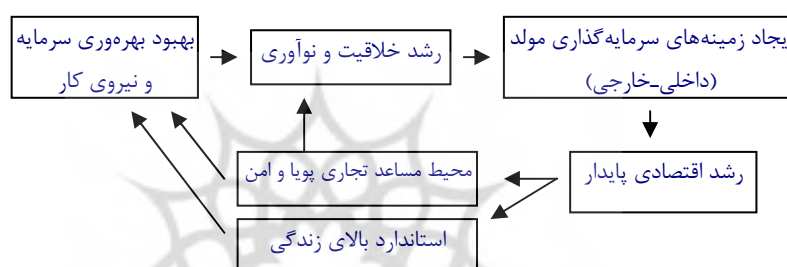 بهبود بهره‌وری سرمایه
و نیروی کار
رشد خلاقیت و نوآوری
یجاد زمینه‌های سرمایه‌گذاری مولد
(داخلی-خارجی)
محیط مساعد تجاری پویا و امن
رشد اقتصادی پایدار
استاندارد بالای زندگی